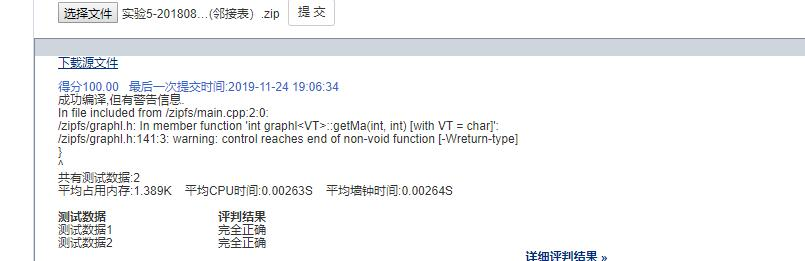 选择文件 实验5-201808...(邻接表) .zip 提 交
下载源文件
得分100.00 最后一次提交时间:2019-11-24 19:06:34
成功编译,但有警告信息.
In file included from /zipfs/main.cpp:2:0:
/zipfs/graphl.h: In member function 'int graphl<VT>::getMa(int, int) [with VT = char]':
/zipfs/graphl.h:141:3: warning: control reaches end of non-void function [-Wreturn-type]
}
^
共有测试数据:2
平均占用内存:1.389K 平均CPU时间:0.00263S 平均墙钟时间:0.00264S
测试数据 评判结果
测试数据1 完全正确
测试数据2 完全正确
详细评判结果 »